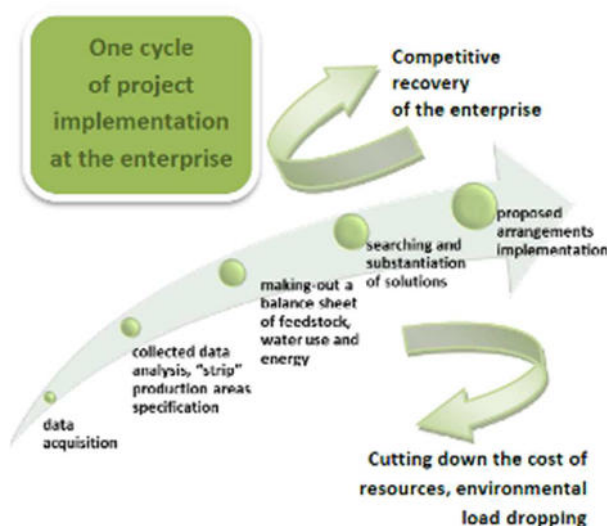 One cycle
of project
implementation
at the enterprise
Competitive
recovery
of the enterprise
proposed
arrangements
implementation
searching and
substantiation
of solutions
making-out a
balance sheet
of feedstock,
water use and
energy
collected data
analysis, "strip"
production areas
specification
data
acquisition
Cutting down the cost of
resources, environmental
load dropping